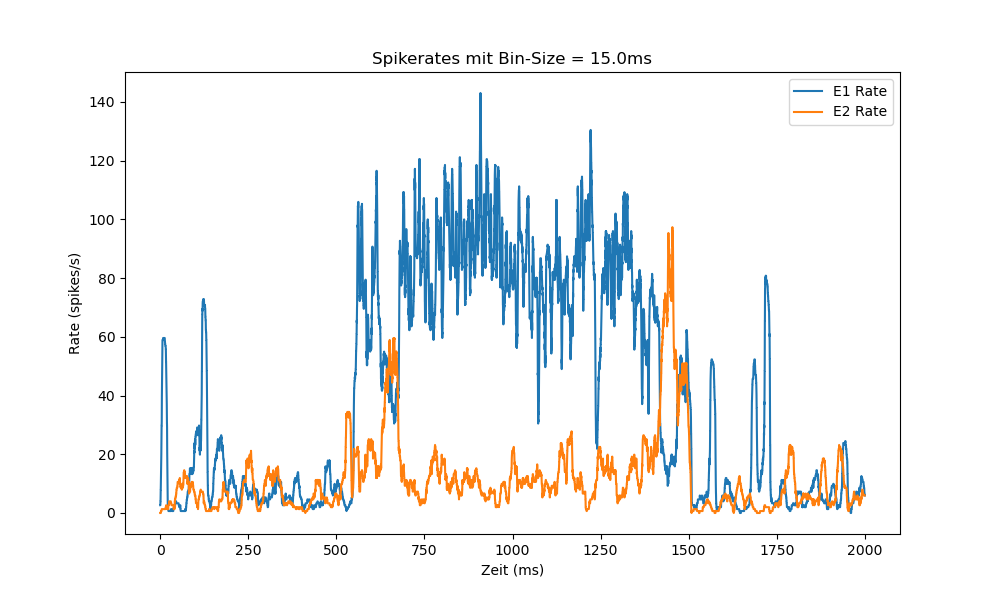 Spikerates mit Bin-Size = 15.0ms
E1 Rate
E2 Rate
Rate (spikes/s)
140
120
100
80
60
40
20
0
0 250 500 750 1000 1250 1500 1750 2000
Zeit (ms)